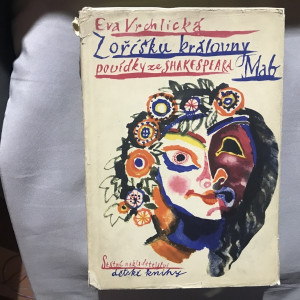 Eva Vrchlická
Z oříšku královny
Mab
povídky ze SHAKESPEARA
Státní nakladatelství
dětské knihy